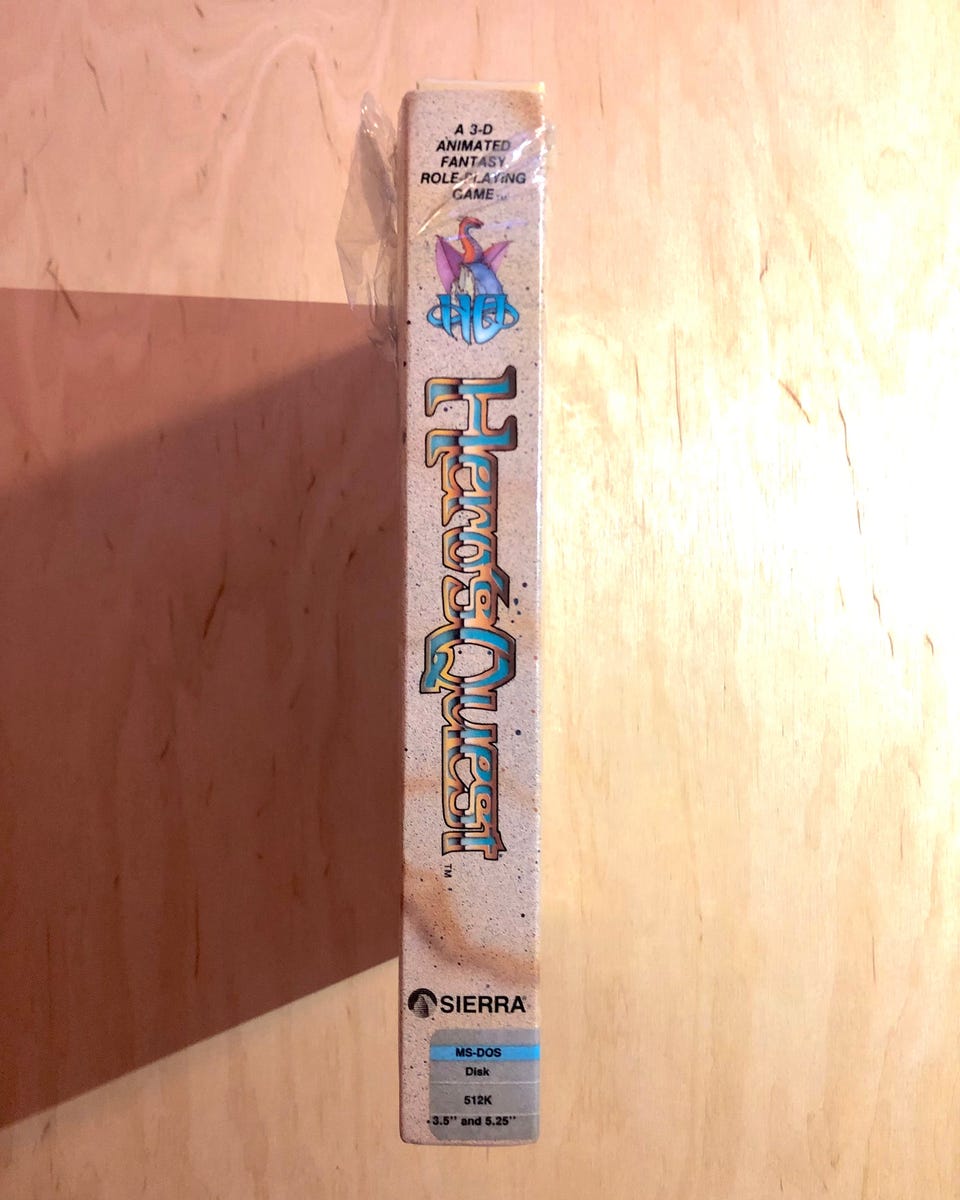 A 3-D
ANIMATED
FANTASY
ROLE-PLAYING
GAME™
HQ
Hero's Quest
™
SIERRA
MS-DOS
Disk
512K
3.5" and 5.25"